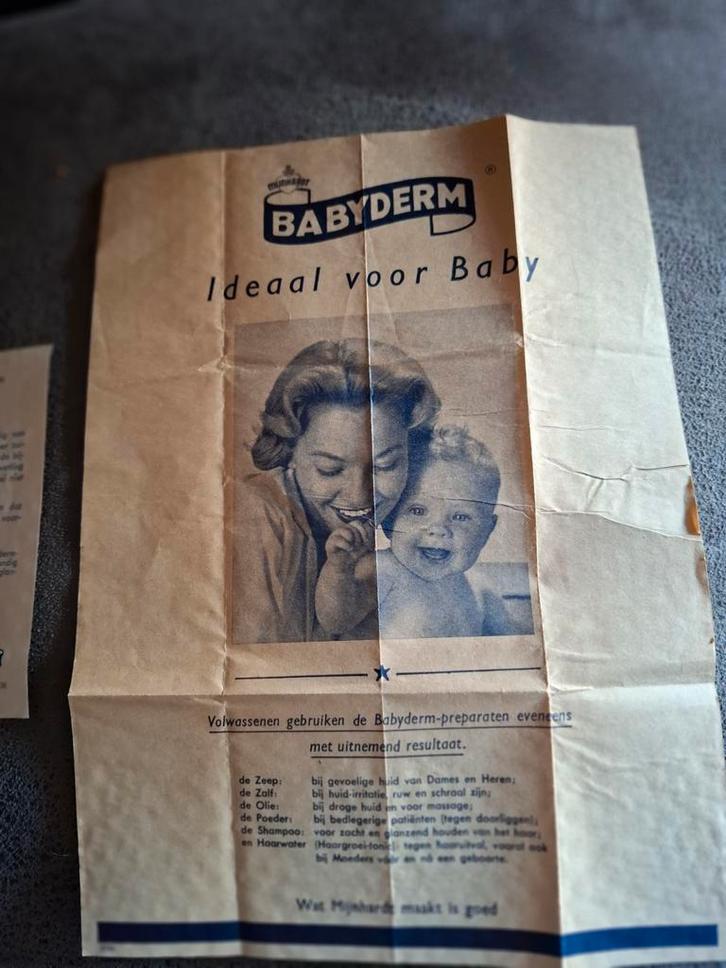 mijnhardt
BABYDERM
®
Ideaal voor Baby
Volwassenen gebruiken de Babyderm-preparaten eveneens
met uitnemend resultaat.
de Zeep: bij gevoelige huid van Dames en Heren;
de Zalf: bij huid-irritatie, ruw en schraal zijn;
de Olie: bij droge huid en voor massage;
de Poeder: bij bedlegerige patiënten (tegen doorliggen);
de Shampoo: voor zacht en glanzend houden van het haar;
en Haarwater (Haargroei-tonic): tegen haaruitval, vooral ook
bij Moeders vóór en ná een geboorte.
Wat Mijnhardt maakt is goed